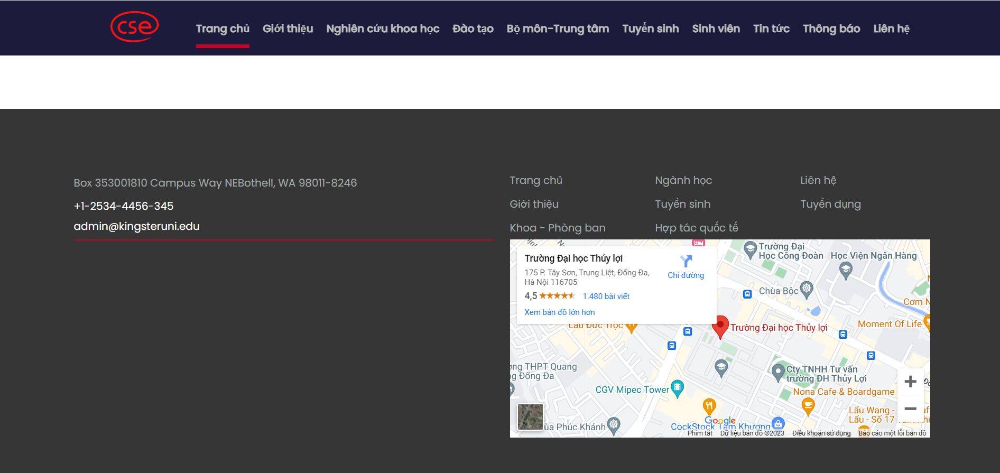 cse
Trang chủ Giới thiệu Nghiên cứu khoa học Đào tạo Bộ môn-Trung tâm Tuyển sinh Sinh viên Tin tức Thông báo Liên hệ
Box 353001810 Campus Way NEBothell, WA 98011-8246
+1-2534-4456-345
admin@kingsteruni.edu
Trang chủ Ngành học Liên hệ
Giới thiệu Tuyển sinh Tuyển dụng
Khoa - Phòng ban Hợp tác quốc tế
Trường Đại học Thủy lợi
175 P. Tây Sơn, Trung Liệt, Đống Đa,
Hà Nội 116705
4,5 1.480 bài viết
Xem bản đồ lớn hơn
Chỉ đường
Trường Đại
Học Công Đoàn
Học Viện Ngân Hàng
Chùa Bộc
Cơm N
Moment Of Life
Lẩu Đức Trọc
Trường Đại học Thủy lợi
ờng THPT Quang
g Đống Đa
Cty TNHH Tư vấn
trường ĐH Thủy Lợi
CGV Mipec Tower
Nona Cafe & Boardgame
Lẩu Wang -
Lẩu - Số 17
ùa Phúc Khánh
Google
CockStock Tám Khương
Phím tắt Dữ liệu bản đồ ©2023 Điều khoản sử dụng Báo cáo một lỗi bản đồ